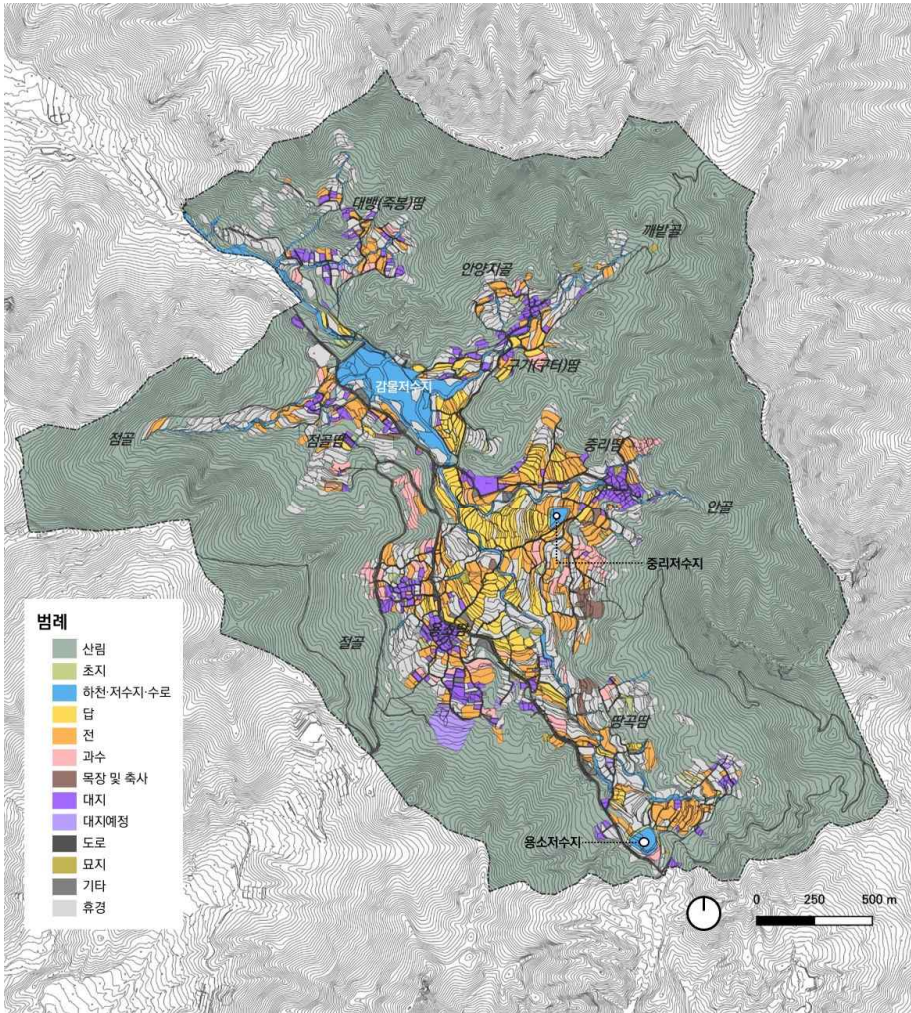 대뱅(죽봉)땀
깨밭골
안양지골
구기(구터)땀
감물저수지
점골
점골땀
중리땀
안골
중리저수지
절골
땅곡땀
용소저수지
범례
산림
초지
하천·저수지·수로
답
전
과수
목장 및 축사
대지
대지예정
도로
묘지
기타
휴경
0 250 500 m